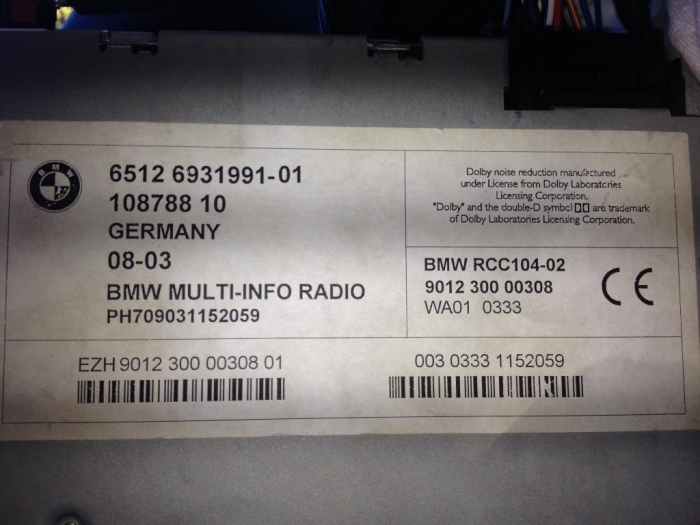 BMW
6512 6931991-01
108788 10
GERMANY
08-03
BMW MULTI-INFO RADIO
PH709031152059
Dolby noise reduction manufactured
under License from Dolby Laboratories
Licensing Corporation.
"Dolby" and the double-D symbol are trademark
of Dolby Laboratories Licensing Corporation.
BMW RCC104-02
9012 300 00308
WA01 0333
CE
EZH 9012 300 00308 01
003 0333 1152059